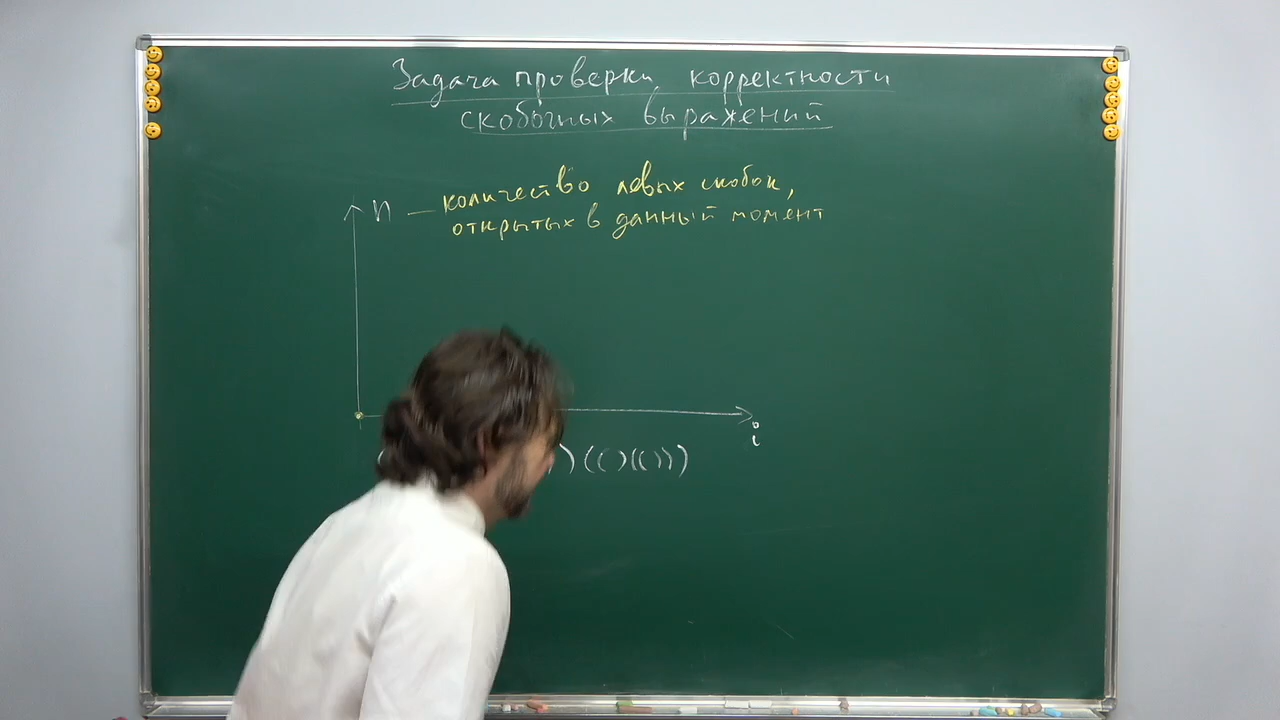 Задача проверки корректности
скобочных выражений
n — количество левых скобок,
открытых в данный момент
i
)(()(()))